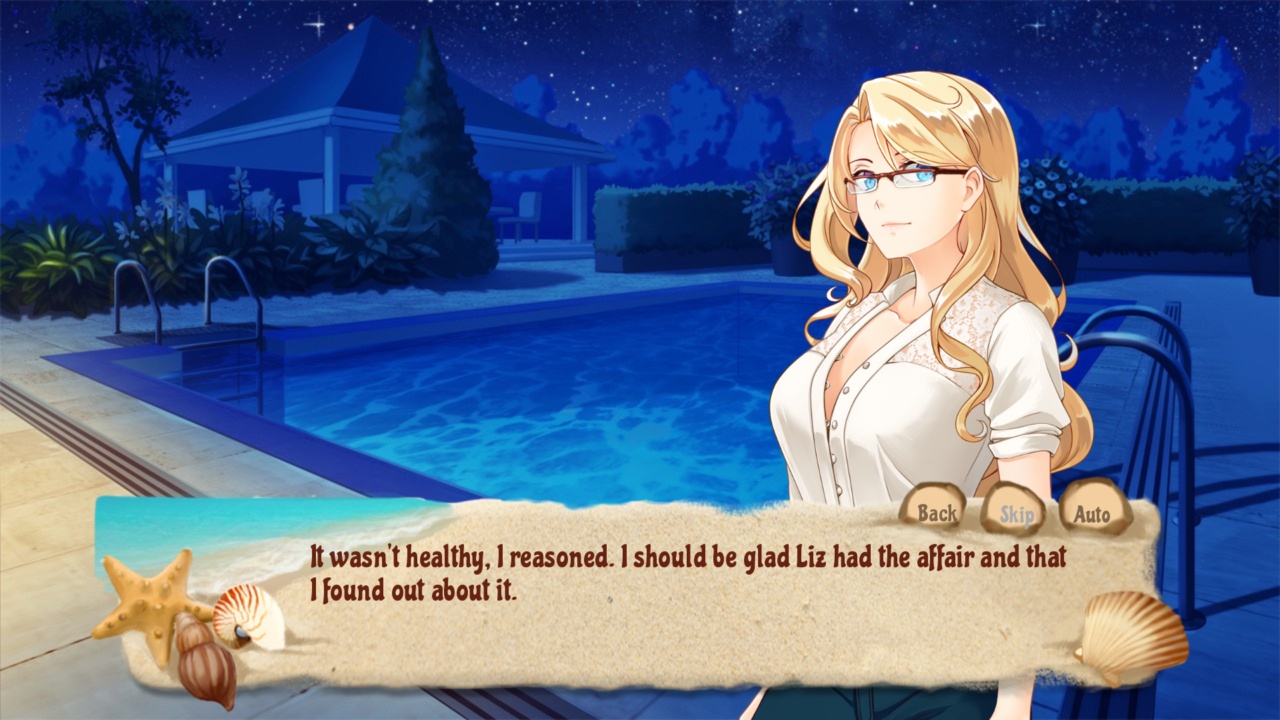 Back
Skip
Auto
It wasn't healthy, I reasoned. I should be glad Liz had the affair and that
I found out about it.